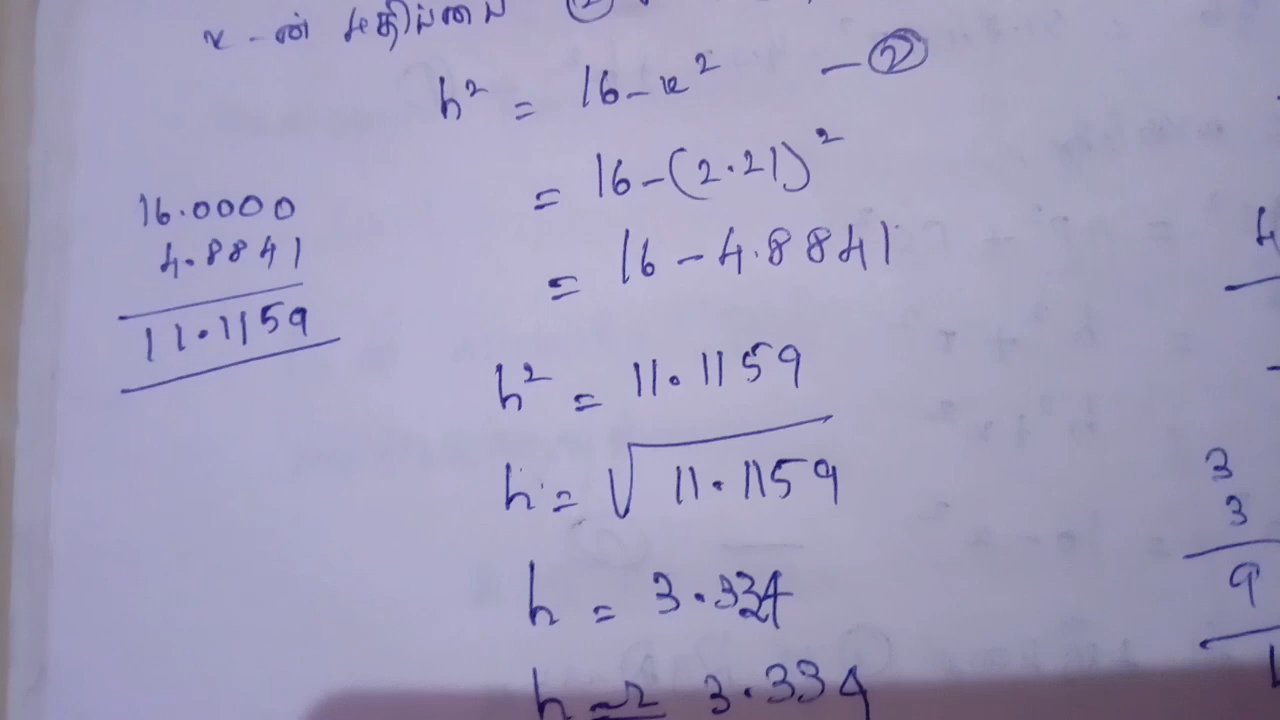 x - ன் மதிப்பை ②
h² = 16 - x² - ②
= 16 - (2.21)²
= 16 - 4.8841
16.0000
4.8841
11.1159
h² = 11.1159
h = √11.1159
h = 3.334
h ≈ 3.334
4
3
3
9